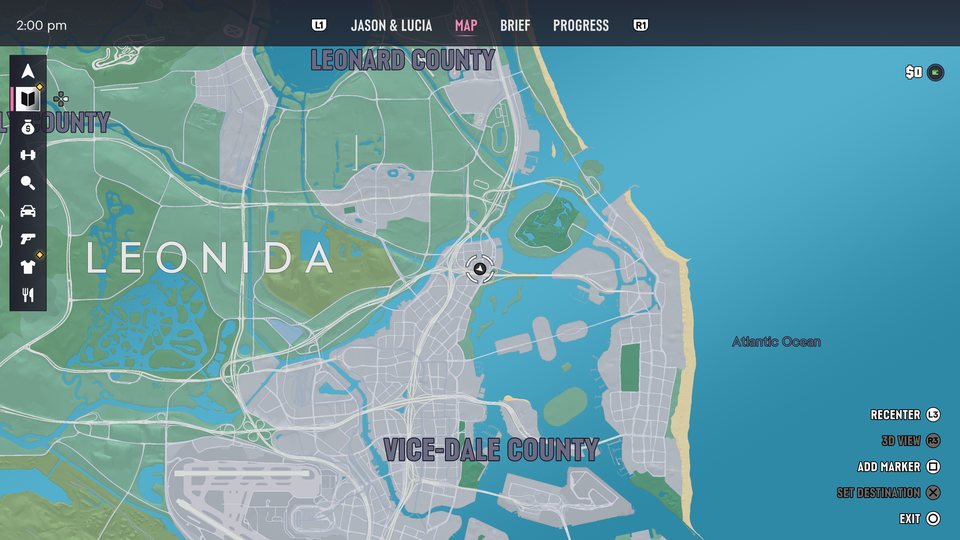 2:00 pm
L1 JASON & LUCIA MAP BRIEF PROGRESS R1
LEONARD COUNTY
$0
COUNTY
LEONIDA
Atlantic Ocean
VICE-DALE COUNTY
RECENTER L3
3D VIEW R3
ADD MARKER
SET DESTINATION
EXIT